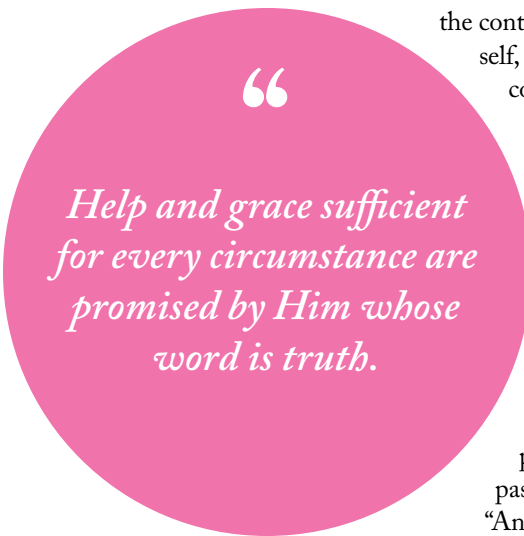 the cont
self,
co
“
Help and grace sufficient
for every circumstance are
promised by Him whose
word is truth.
pas
“An